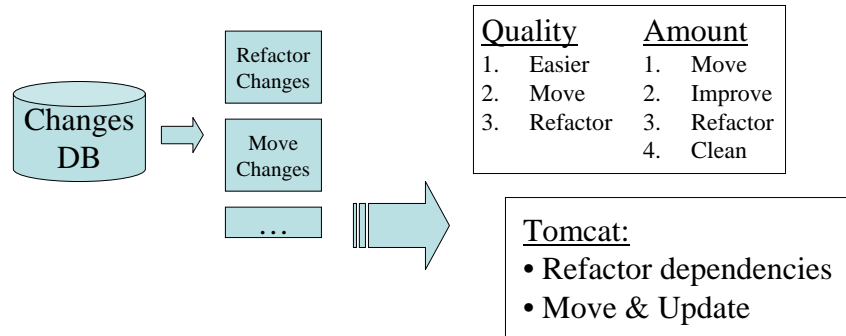 Changes
DB
Refactor
Changes
Move
Changes
...
Quality
1. Easier
2. Move
3. Refactor
Amount
1. Move
2. Improve
3. Refactor
4. Clean
Tomcat:
• Refactor dependencies
• Move & Update